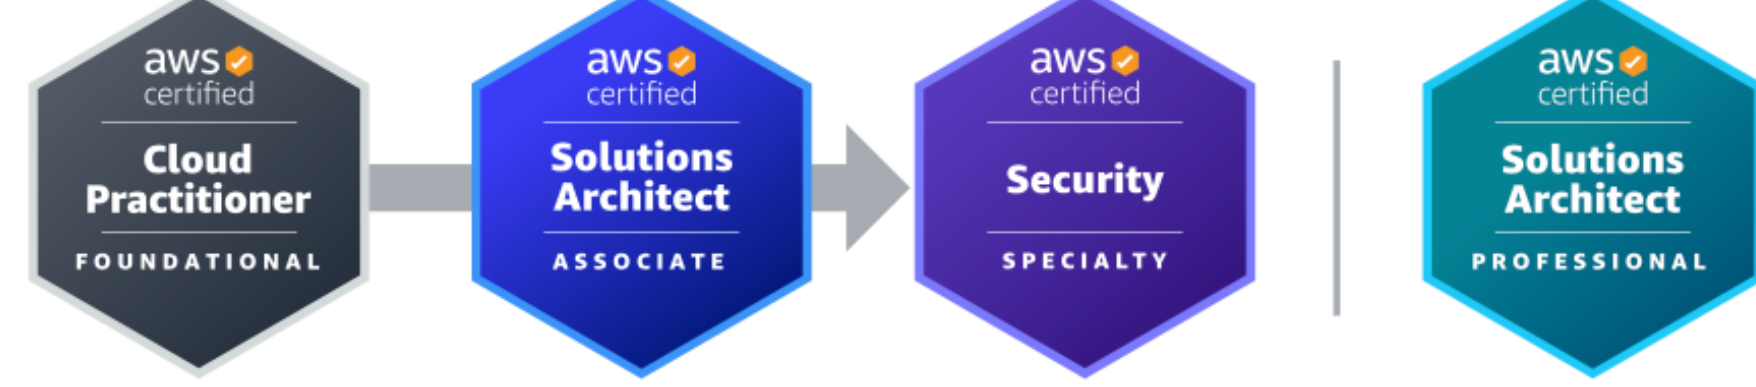 aws
certified
Cloud
Practitioner
FOUNDATIONAL
aws
certified
Solutions
Architect
ASSOCIATE
aws
certified
Security
SPECIALTY
aws
certified
Solutions
Architect
PROFESSIONAL